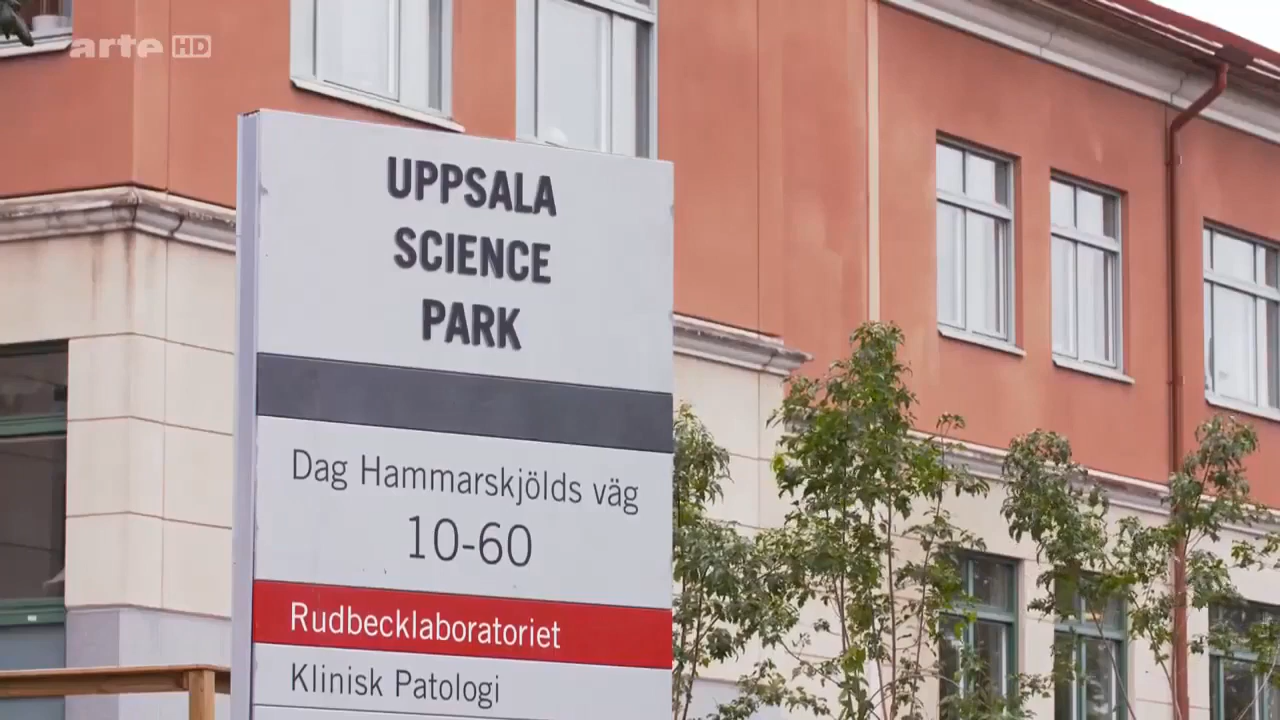 arte HD
UPPSALA
SCIENCE
PARK
Dag Hammarskjölds väg
10-60
Rudbecklaboratoriet
Klinisk Patologi